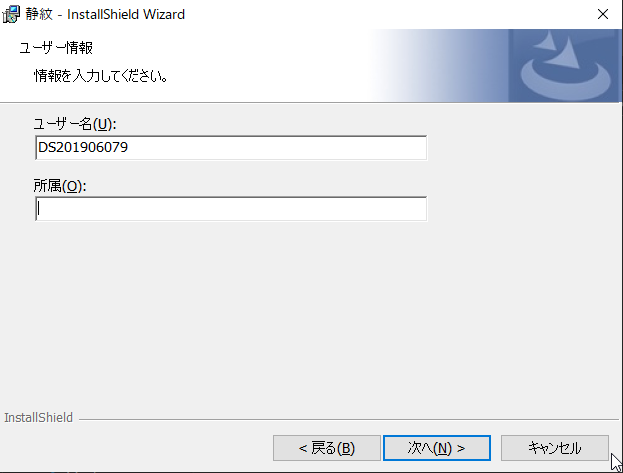 静紋 - InstallShield Wizard
ユーザー情報
情報を入力してください。
ユーザー名(U):
DS201906079
所属(O):
InstallShield
< 戻る(B)
次へ(N) >
キャンセル